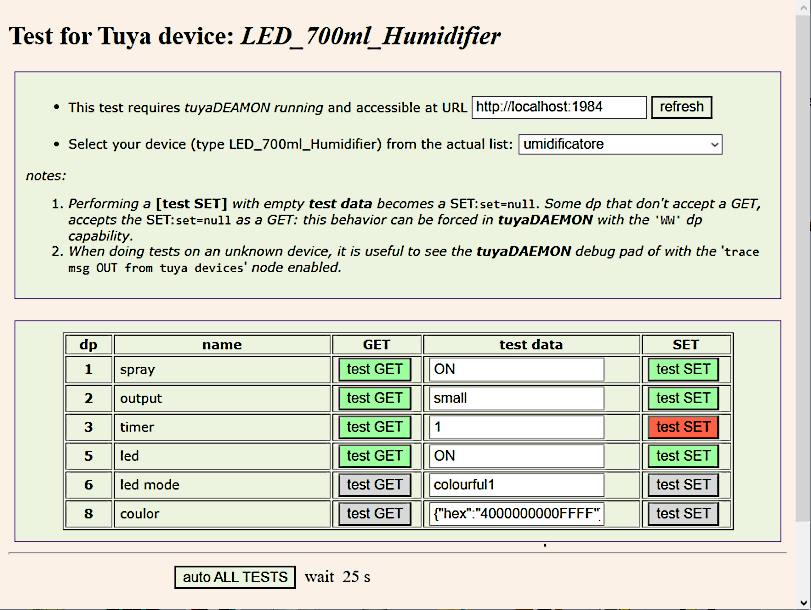 Test for Tuya device: LED_700ml_Humidifier
• This test requires tuyaDEAMON running and accessible at URL http://localhost:1984 refresh
• Select your device (type LED_700ml_Humidifier) from the actual list: umidificatore
notes:
1. Performing a [test SET] with empty test data becomes a SET:set=null. Some dp that don't accept a GET,
accepts the SET:set=null as a GET: this behavior can be forced in tuyaDAEMON with the 'WW' dp
capability.
2. When doing tests on an unknown device, it is useful to see the tuyaDAEMON debug pad of with the 'trace
msg OUT from tuya devices' node enabled.
dp name GET test data SET
1 spray test GET ON test SET
2 output test GET small test SET
3 timer test GET 1 test SET
5 led test GET ON test SET
6 led mode test GET colourful1 test SET
8 coulor test GET {"hex":"4000000000FFFF"} test SET
auto ALL TESTS wait 25 s